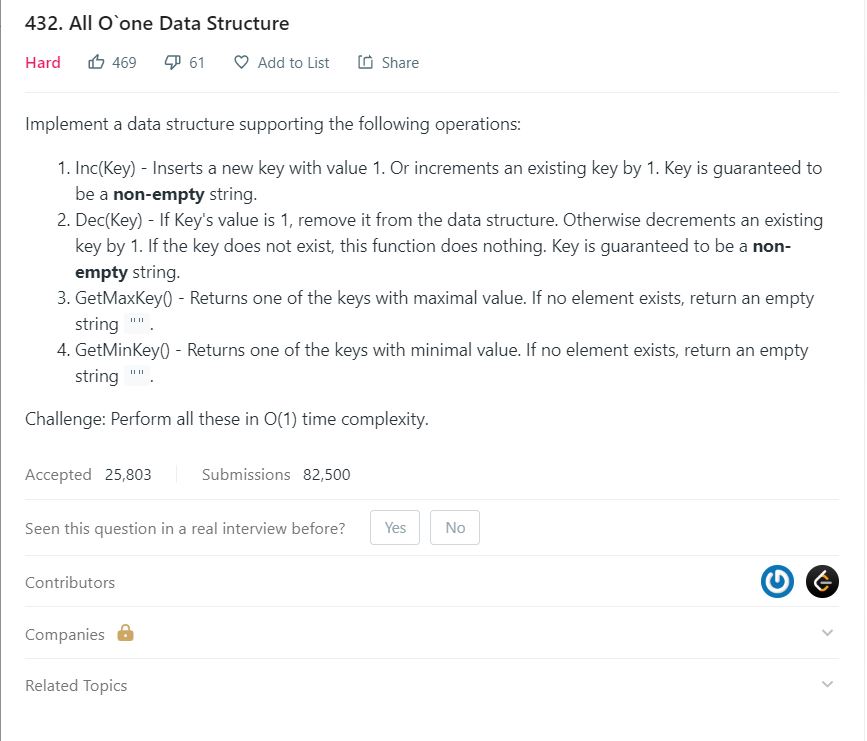 432. All O`one Data Structure
Hard 469 61 Add to List Share
Implement a data structure supporting the following operations:
1. Inc(Key) - Inserts a new key with value 1. Or increments an existing key by 1. Key is guaranteed to
be a non-empty string.
2. Dec(Key) - If Key's value is 1, remove it from the data structure. Otherwise decrements an existing
key by 1. If the key does not exist, this function does nothing. Key is guaranteed to be a non-
empty string.
3. GetMaxKey() - Returns one of the keys with maximal value. If no element exists, return an empty
string "" .
4. GetMinKey() - Returns one of the keys with minimal value. If no element exists, return an empty
string "" .
Challenge: Perform all these in O(1) time complexity.
Accepted 25,803 Submissions 82,500
Seen this question in a real interview before? Yes No
Contributors
Companies
Related Topics